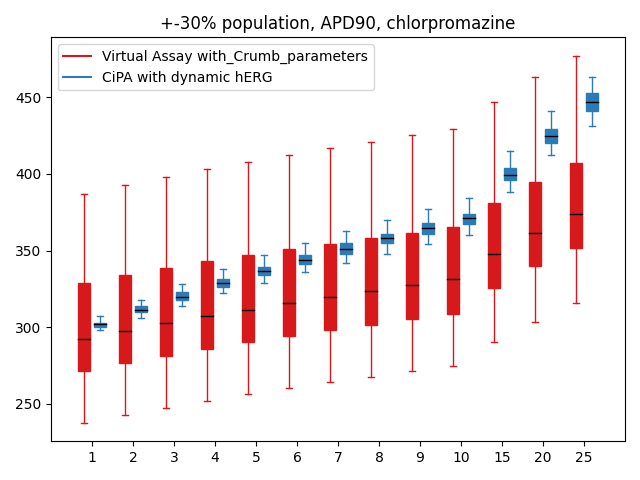 +-30% population, APD90, chlorpromazine
Virtual Assay with_Crumb_parameters
CiPA with dynamic hERG
450
400
350
300
250
1 2 3 4 5 6 7 8 9 10 15 20 25